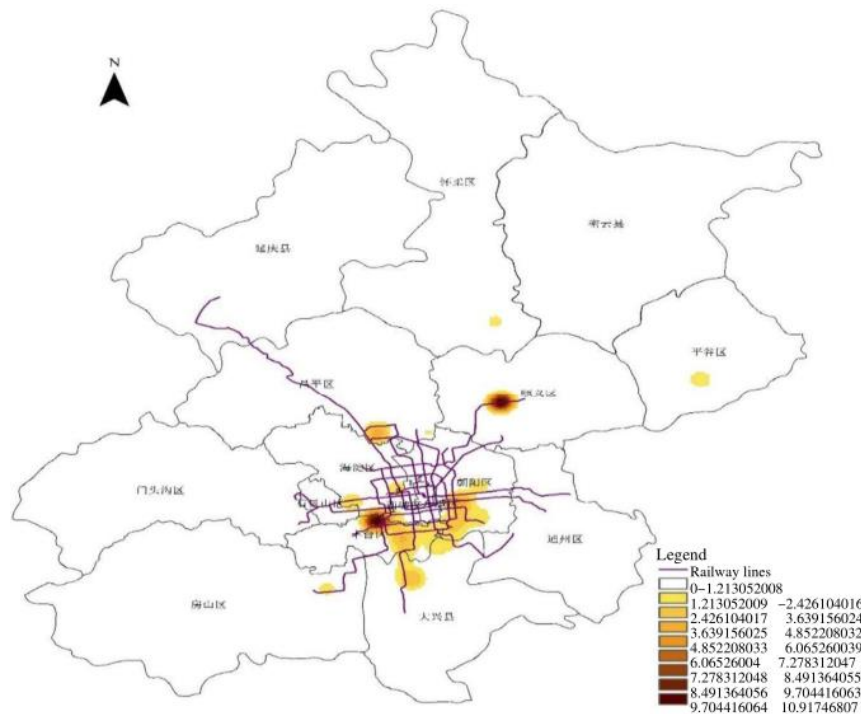 N
怀柔区
密云县
延庆县
平谷区
昌平区
顺义区
海淀区
朝阳区
门头沟区
通州区
房山区
大兴县
Legend
Railway lines
0–1.213052008
1.213052009 -2.426104016
2.426104017 3.639156024
3.639156025 4.852208032
4.852208033 6.065260039
6.06526004 7.278312047
7.278312048 8.491364055
8.491364056 9.704416063
9.704416064 10.91746807